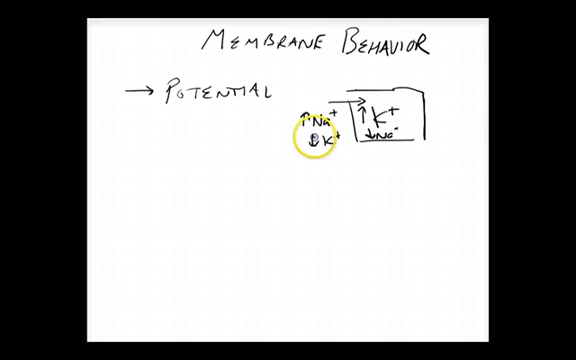 MEMBRANE BEHAVIOR
→ POTENTIAL
↑ Na⁺ ↑ K⁺
↓ K⁺ ↓ Na⁺